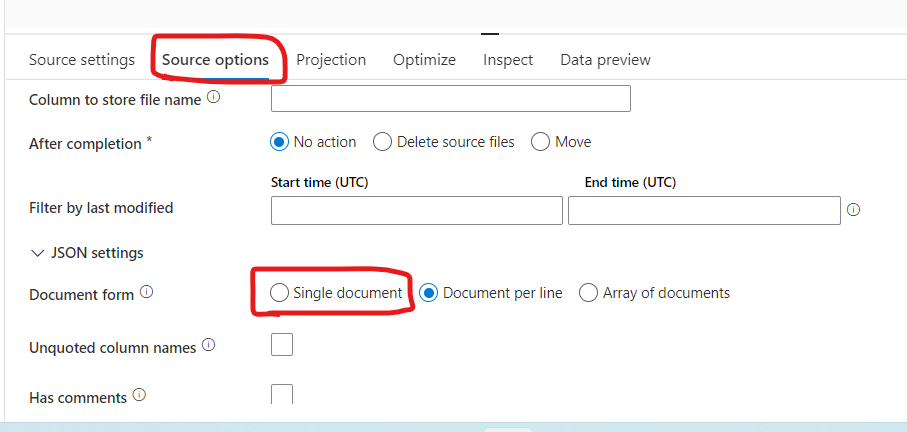 Source settings Source options Projection Optimize Inspect Data preview
Column to store file name
After completion * No action Delete source files Move
Start time (UTC) End time (UTC)
Filter by last modified
JSON settings
Document form Single document Document per line Array of documents
Unquoted column names
Has comments